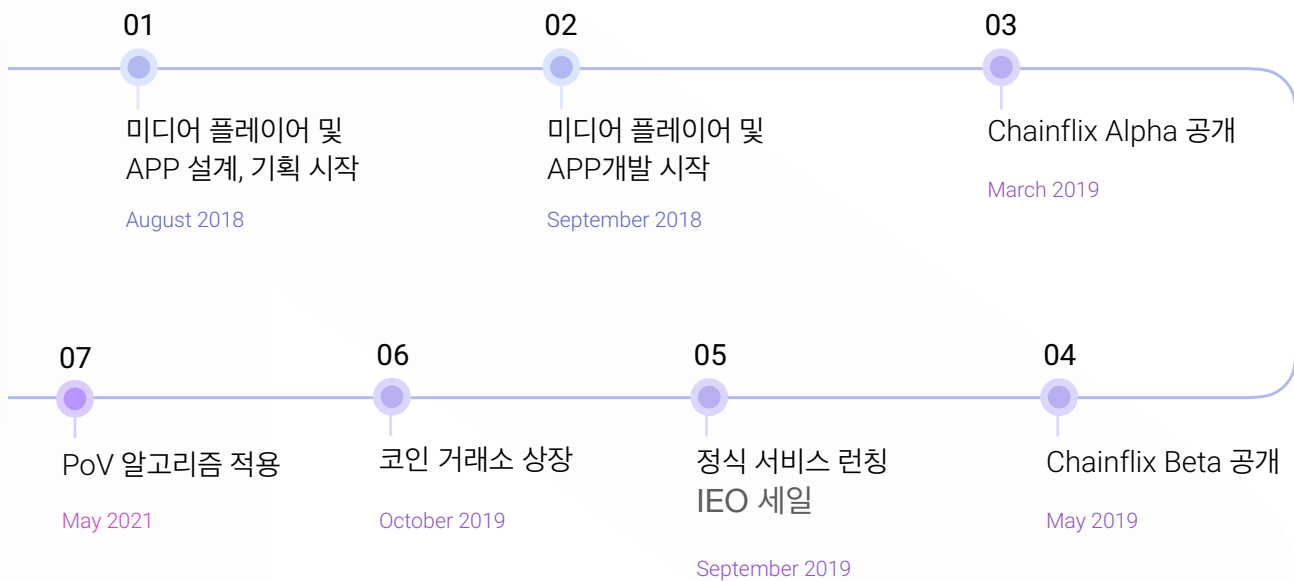 01
미디어 플레이어 및
APP 설계, 기획 시작
August 2018
02
미디어 플레이어 및
APP개발 시작
September 2018
03
Chainflix Alpha 공개
March 2019
04
Chainflix Beta 공개
May 2019
05
정식 서비스 런칭
IEO 세일
September 2019
06
코인 거래소 상장
October 2019
07
PoV 알고리즘 적용
May 2021